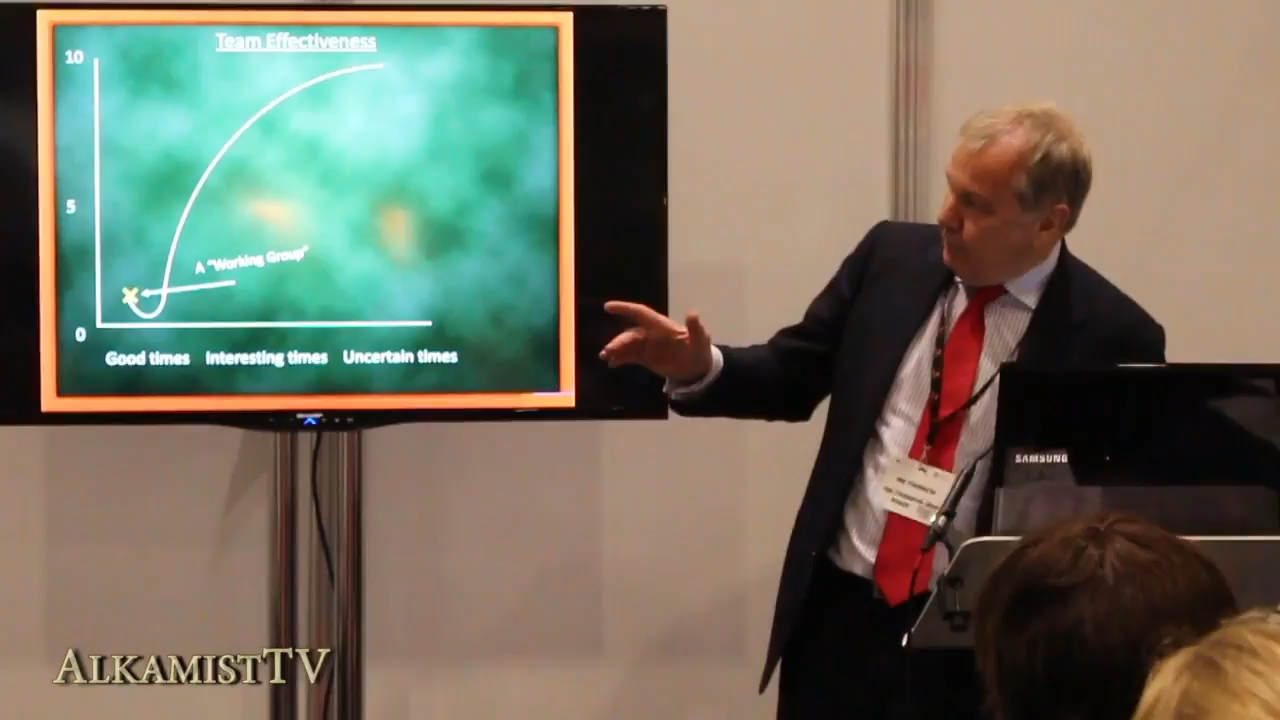 Team Effectiveness
10
5
A "Working Group"
0
Good times Interesting times Uncertain times
SAMSUNG
ALKAMISTTV